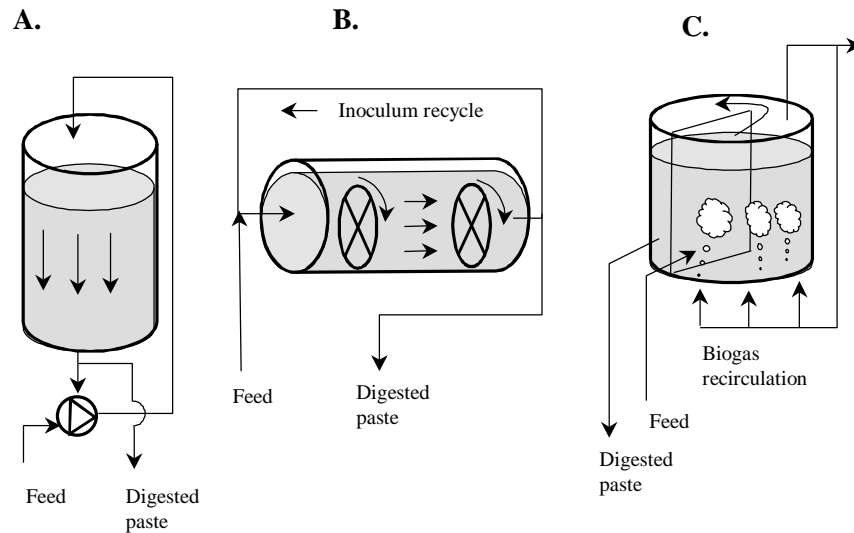 A.
B.
C.
Inoculum recycle
Biogas
recirculation
Feed
Digested
paste
Feed
Digested
paste
Feed
Digested
paste